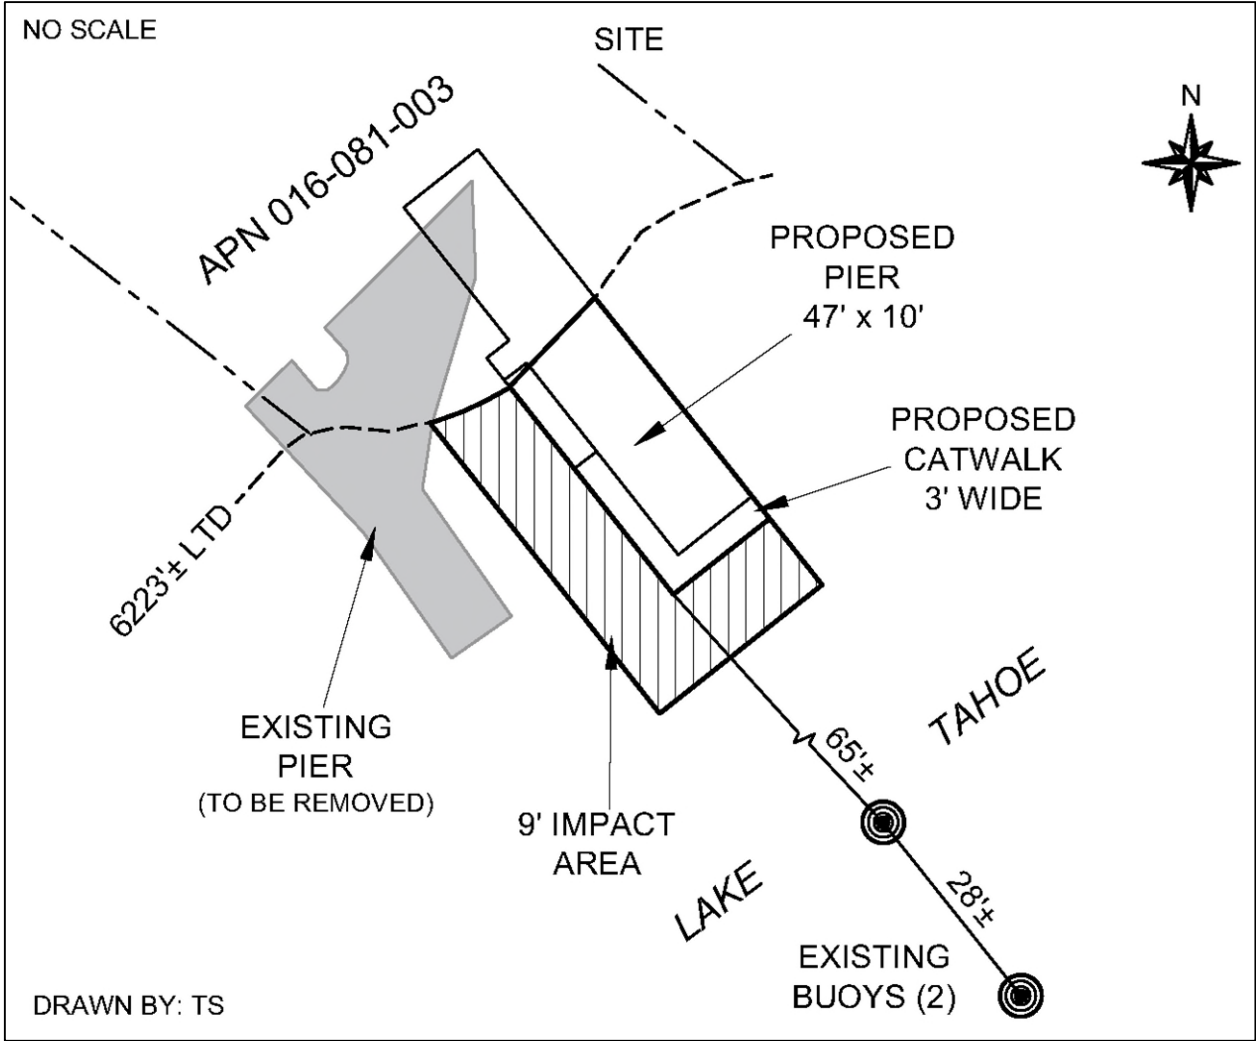 NO SCALE
SITE
N
APN 016-081-003
PROPOSED
PIER
47' x 10'
PROPOSED
CATWALK
3' WIDE
6223'± LTD
EXISTING
PIER
(TO BE REMOVED)
9' IMPACT
AREA
65'±
28'±
LAKE TAHOE
EXISTING
BUOYS (2)
DRAWN BY: TS